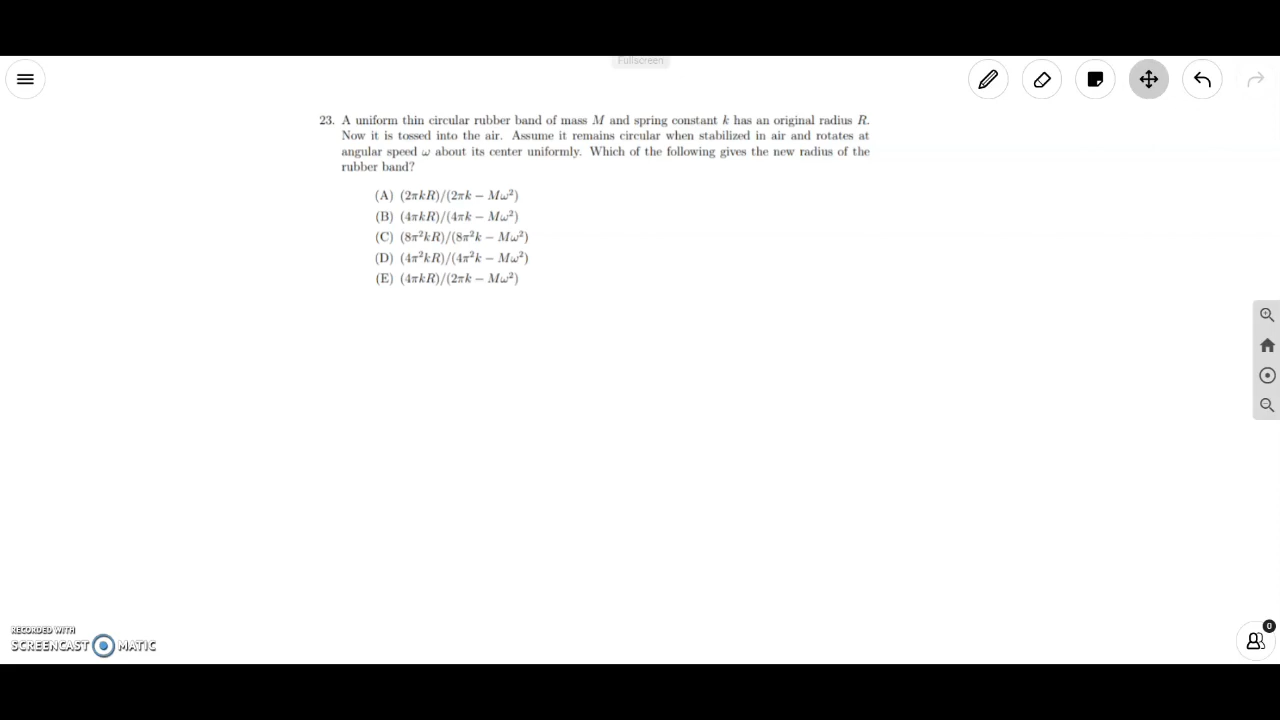 Fullscreen
23. A uniform thin circular rubber band of mass M and spring constant k has an original radius R.
Now it is tossed into the air. Assume it remains circular when stabilized in air and rotates at
angular speed ω about its center uniformly. Which of the following gives the new radius of the
rubber band?
(A) (2πkR)/(2πk − Mω²)
(B) (4πkR)/(4πk − Mω²)
(C) (8π²kR)/(8π²k − Mω²)
(D) (4π²kR)/(4π²k − Mω²)
(E) (4πkR)/(2πk − Mω²)
RECORDED WITH
SCREENCAST MATIC
0